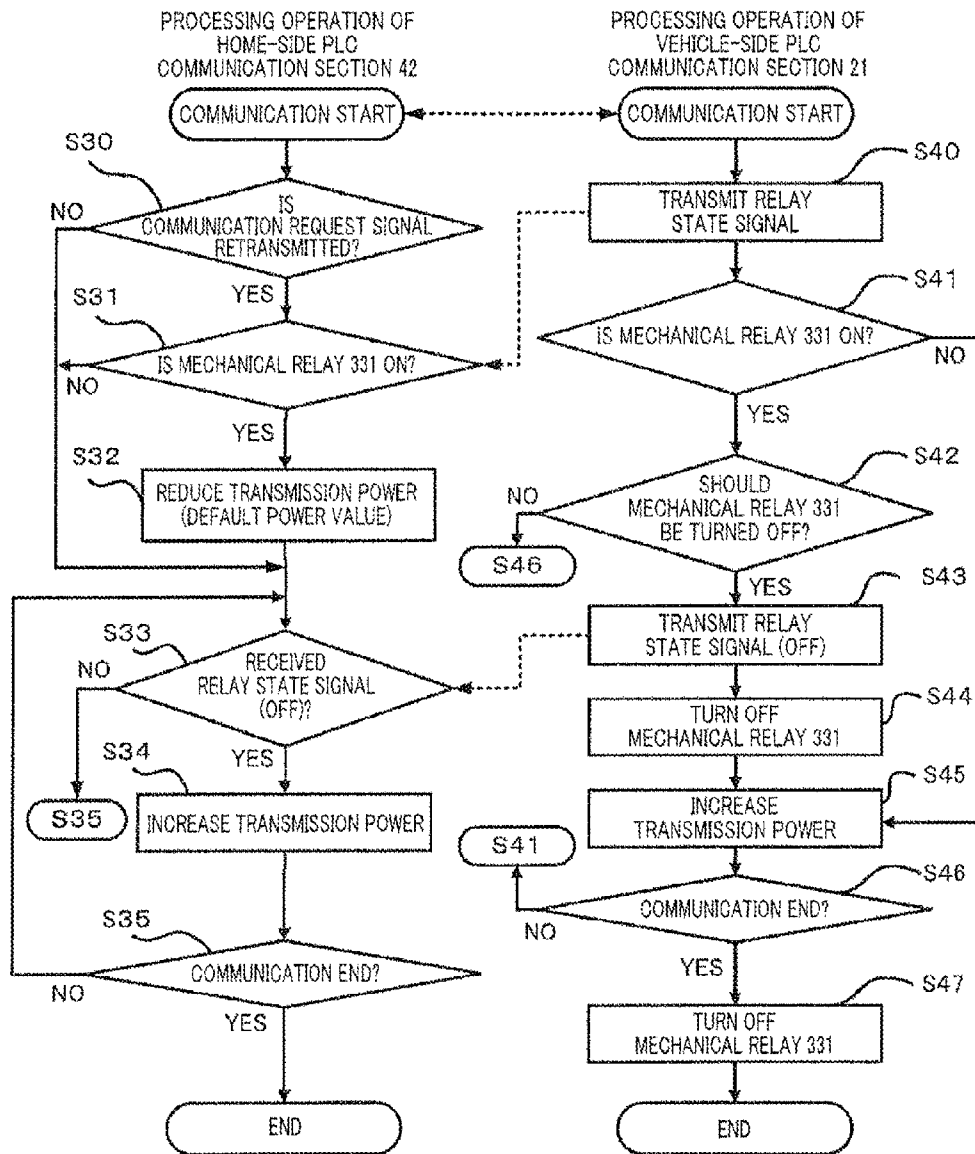 PROCESSING OPERATION OF
HOME-SIDE PLC
COMMUNICATION SECTION 42
COMMUNICATION START
S30
IS
COMMUNICATION REQUEST SIGNAL
RETRANSMITTED?
NO
YES
S31
IS MECHANICAL RELAY 331 ON?
NO
YES
S32
REDUCE TRANSMISSION POWER
(DEFAULT POWER VALUE)
S33
RECEIVED
RELAY STATE SIGNAL
(OFF)?
NO
YES
S34
S35
INCREASE TRANSMISSION POWER
S35
COMMUNICATION END?
NO
YES
END
PROCESSING OPERATION OF
VEHICLE-SIDE PLC
COMMUNICATION SECTION 21
COMMUNICATION START
S40
TRANSMIT RELAY
STATE SIGNAL
S41
IS MECHANICAL RELAY 331 ON?
NO
YES
S42
SHOULD
MECHANICAL RELAY 331
BE TURNED OFF?
NO
S46
YES
S43
TRANSMIT RELAY
STATE SIGNAL (OFF)
S44
TURN OFF
MECHANICAL RELAY 331
S45
INCREASE
TRANSMISSION POWER
S41
S46
COMMUNICATION END?
NO
YES
S47
TURN OFF
MECHANICAL RELAY 331
END